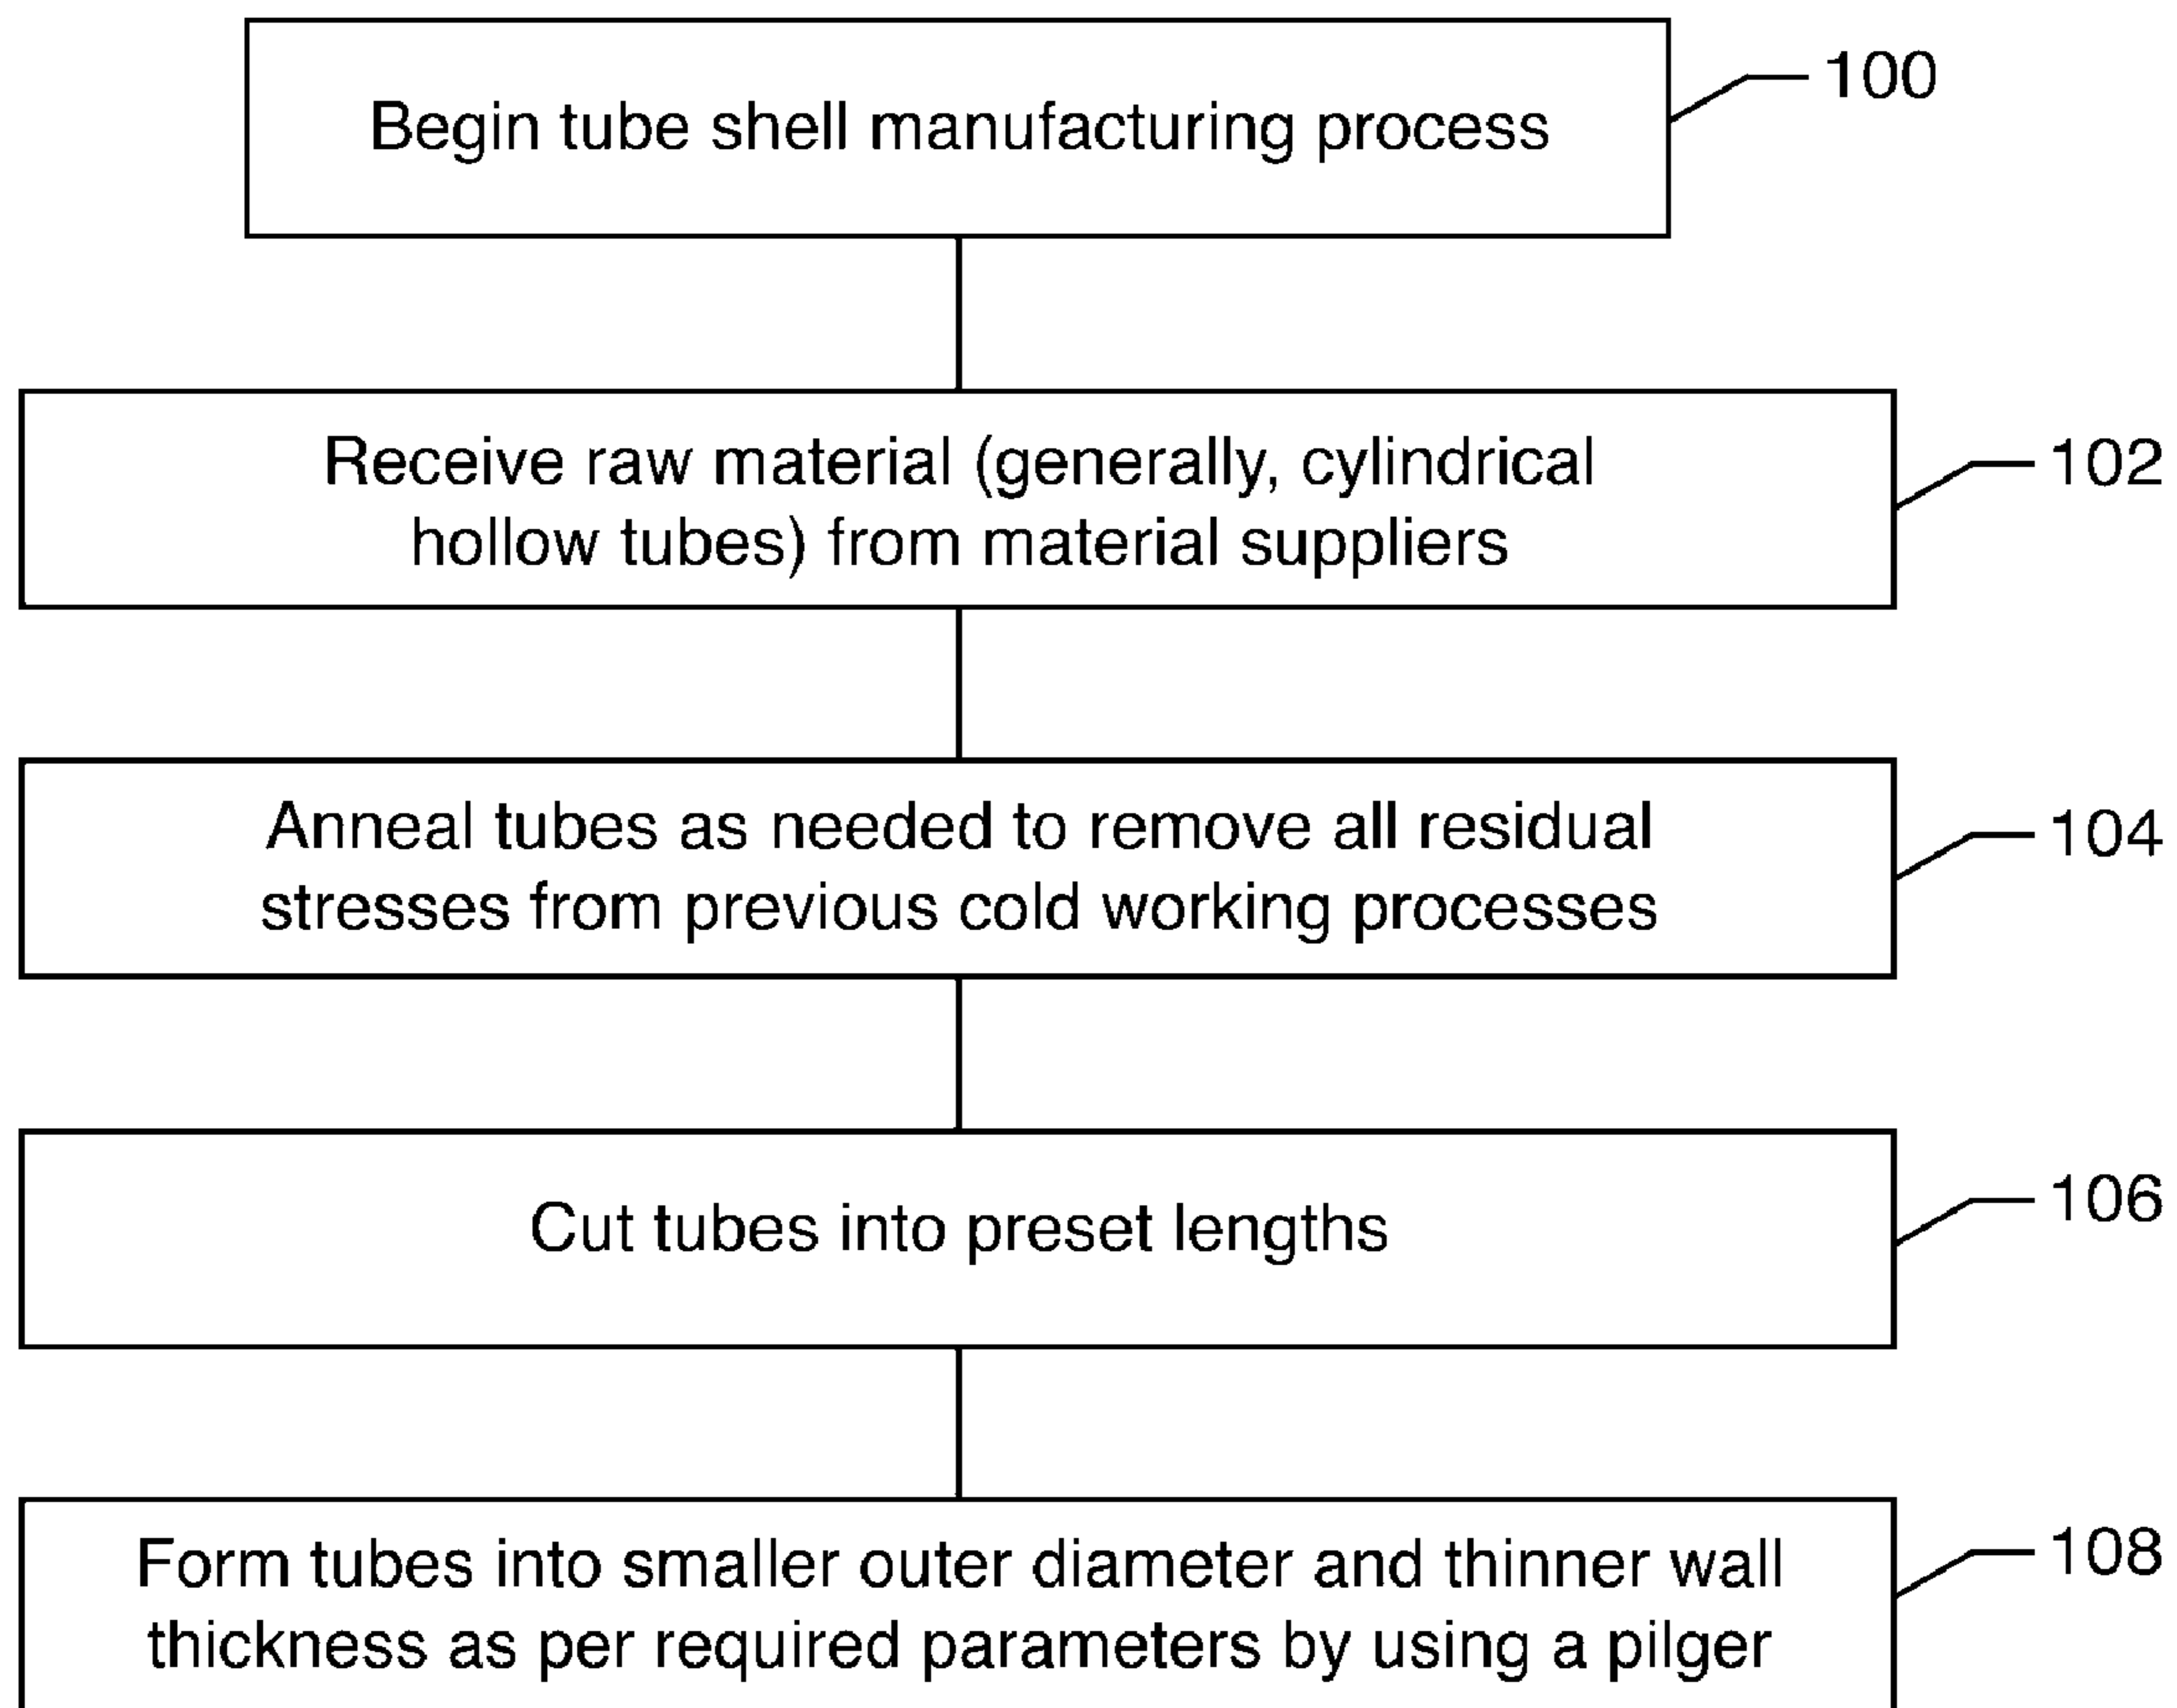 Begin tube shell manufacturing process
100
Receive raw material (generally, cylindrical
hollow tubes) from material suppliers
102
Anneal tubes as needed to remove all residual
stresses from previous cold working processes
104
Cut tubes into preset lengths
106
Form tubes into smaller outer diameter and thinner wall
thickness as per required parameters by using a pilger
108